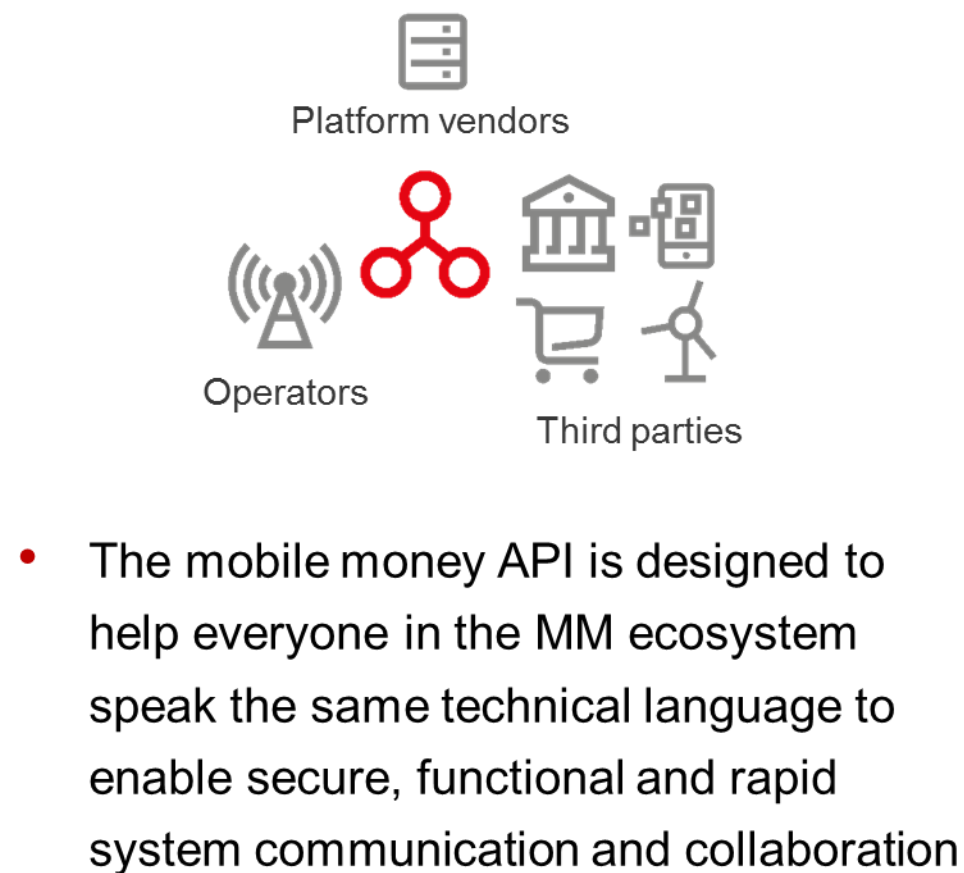 Platform vendors
Operators
Third parties
• The mobile money API is designed to
help everyone in the MM ecosystem
speak the same technical language to
enable secure, functional and rapid
system communication and collaboration